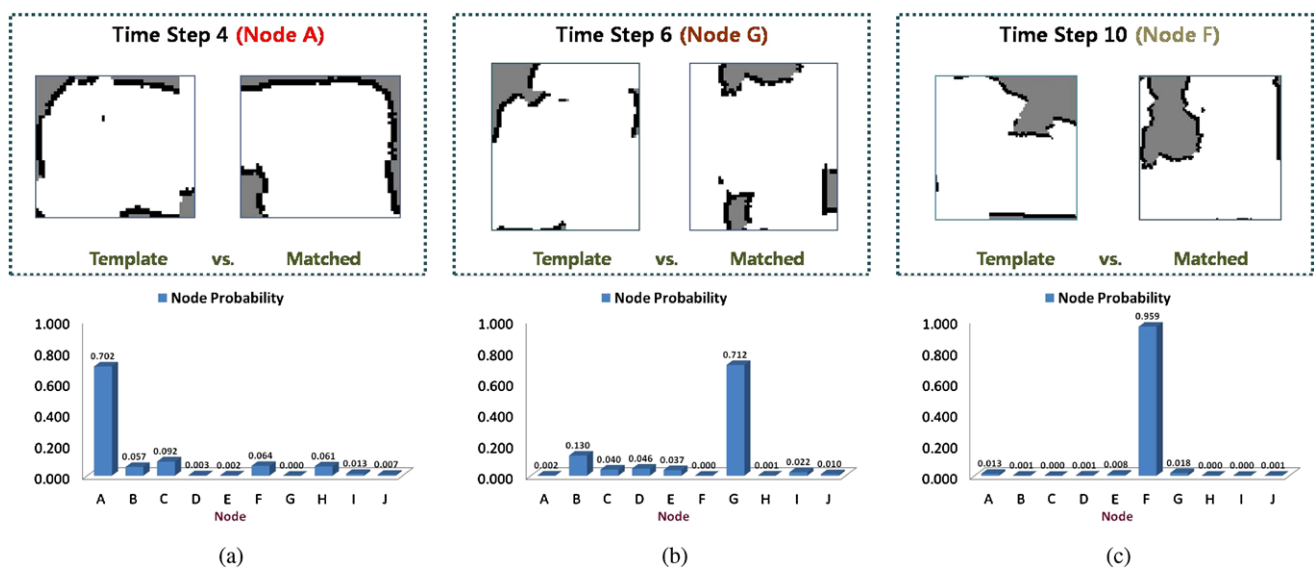 Time Step 4 (Node A)
Template vs. Matched
Node Probability
1.000
0.800
0.600
0.400
0.200
0.000
0.702
0.057
0.092
0.003
0.002
0.064
0.000
0.061
0.013
0.007
A B C D E F G H I J
Node
(a)
Time Step 6 (Node G)
Template vs. Matched
Node Probability
1.000
0.800
0.600
0.400
0.200
0.000
0.002
0.130
0.040
0.046
0.037
0.000
0.712
0.001
0.022
0.010
A B C D E F G H I J
Node
(b)
Time Step 10 (Node F)
Template vs. Matched
Node Probability
1.000
0.800
0.600
0.400
0.200
0.000
0.013
0.001
0.000
0.001
0.008
0.959
0.018
0.000
0.000
0.001
A B C D E F G H I J
Node
(c)